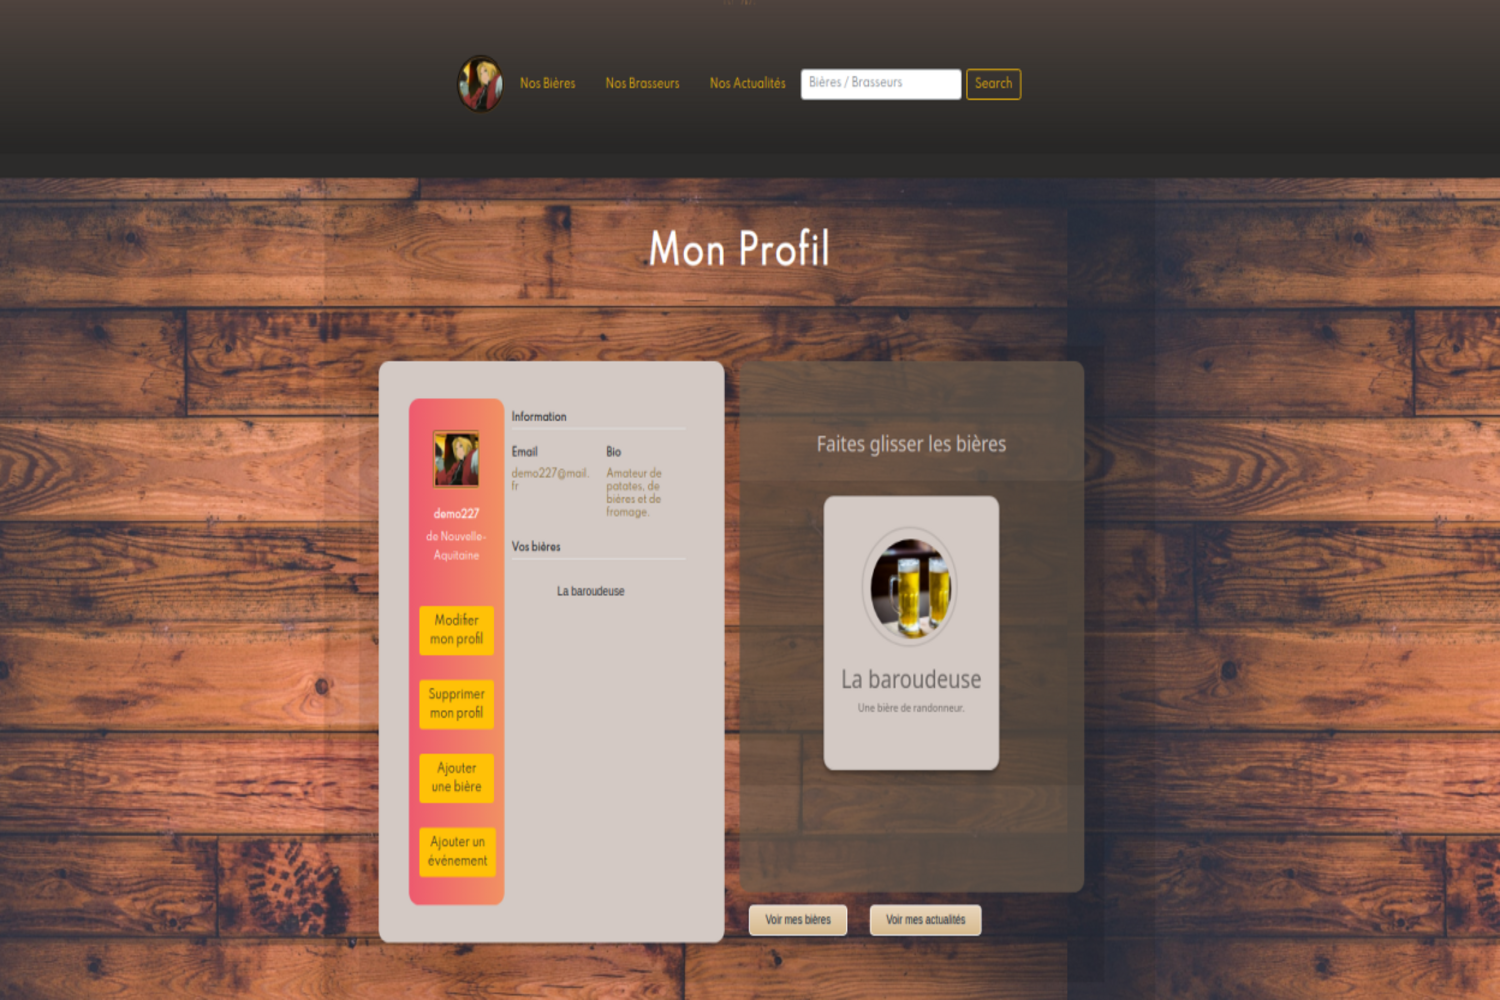 Nos Bières Nos Brasseurs Nos Actualités Bières / Brasseurs Search
Mon Profil
demo227
de Nouvelle-
Aquitaine
Modifier
mon profil
Supprimer
mon profil
Ajouter
une bière
Ajouter un
événement
Information
Email
demo227@mail.
fr
Bio
Amateur de
patates, de
bières et de
fromage.
Vos bières
La baroudeuse
Faites glisser les bières
La baroudeuse
Une bière de randonneur.
Voir mes bières Voir mes actualités